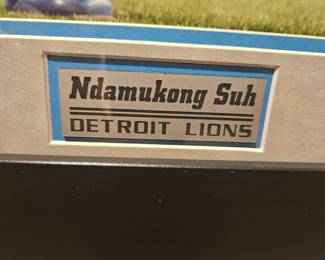 Ndamukong Suh
DETROIT LIONS